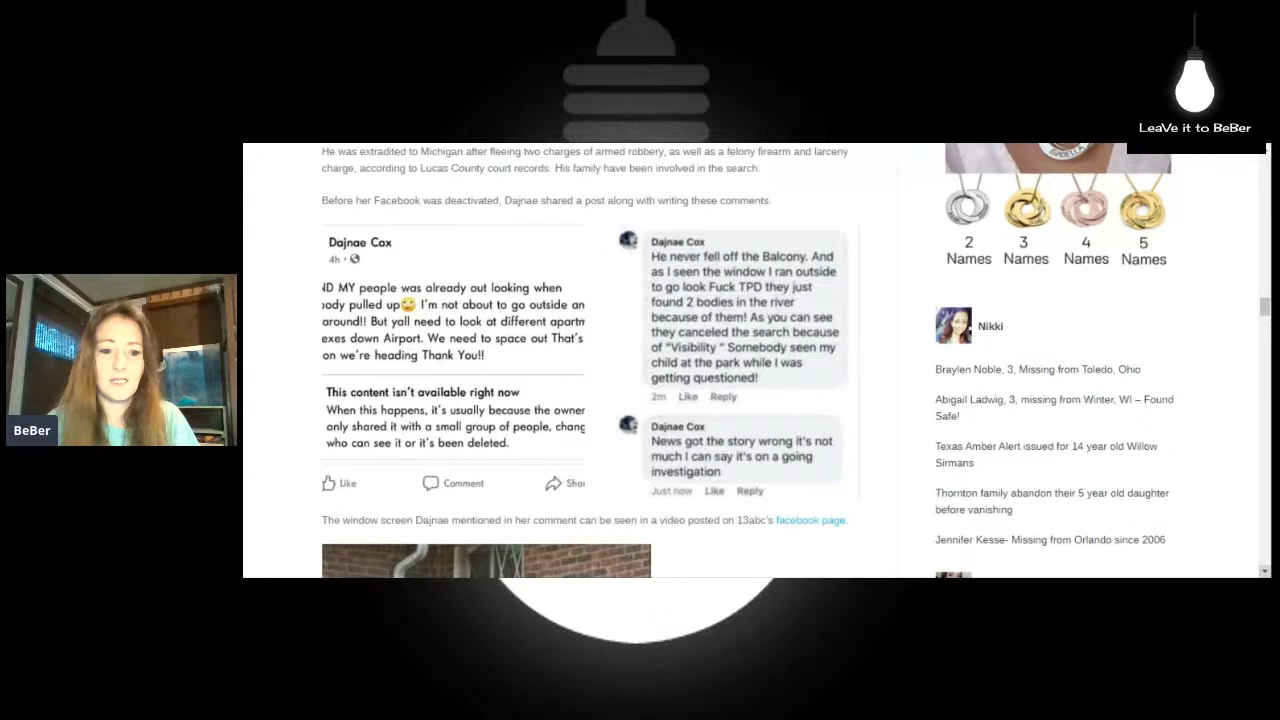 LeaVe it to BeBer
He was extradited to Michigan after fleeing two charges of armed robbery, as well as a felony firearm and larceny
charge, according to Lucas County court records. His family have been involved in the search.
Before her Facebook was deactivated, Dajnae shared a post along with writing these comments.
Dajnae Cox
4h ·
ND MY people was already out looking when
body pulled up🙄 I'm not about to go outside an
around!! But yall need to look at different apartm
exes down Airport. We need to space out That's
on we're heading Thank You!!
This content isn't available right now
When this happens, it's usually because the owner
only shared it with a small group of people, chang
who can see it or it's been deleted.
Like Comment Shar
Dajnae Cox
He never fell off the Balcony. And
as I seen the window I ran outside
to go look Fuck TPD they just
found 2 bodies in the river
because of them! As you can see
they canceled the search because
of "Visibility " Somebody seen my
child at the park while I was
getting questioned!
2m Like Reply
Dajnae Cox
News got the story wrong it's not
much I can say it's on a going
investigation
Just now Like Reply
The window screen Dajnae mentioned in her comment can be seen in a video posted on 13abc's facebook page.
ISABELLA
2 3 4 5
Names Names Names Names
Nikki
Braylen Noble, 3, Missing from Toledo, Ohio
Abigail Ladwig, 3, missing from Winter, WI – Found
Safe!
Texas Amber Alert issued for 14 year old Willow
Sirmans
Thornton family abandon their 5 year old daughter
before vanishing
Jennifer Kesse- Missing from Orlando since 2006
BeBer